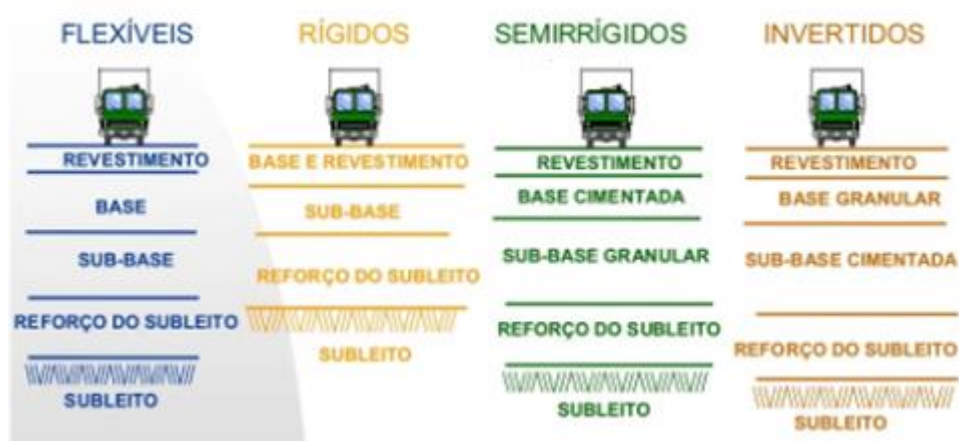 FLEXÍVEIS
REVESTIMENTO
BASE
SUB-BASE
REFORÇO DO SUBLEITO
SUBLEITO
RÍGIDOS
BASE E REVESTIMENTO
SUB-BASE
REFORÇO DO SUBLEITO
SUBLEITO
SEMIRRÍGIDOS
REVESTIMENTO
BASE CIMENTADA
SUB-BASE GRANULAR
REFORÇO DO SUBLEITO
SUBLEITO
INVERTIDOS
REVESTIMENTO
BASE GRANULAR
SUB-BASE CIMENTADA
REFORÇO DO SUBLEITO
SUBLEITO